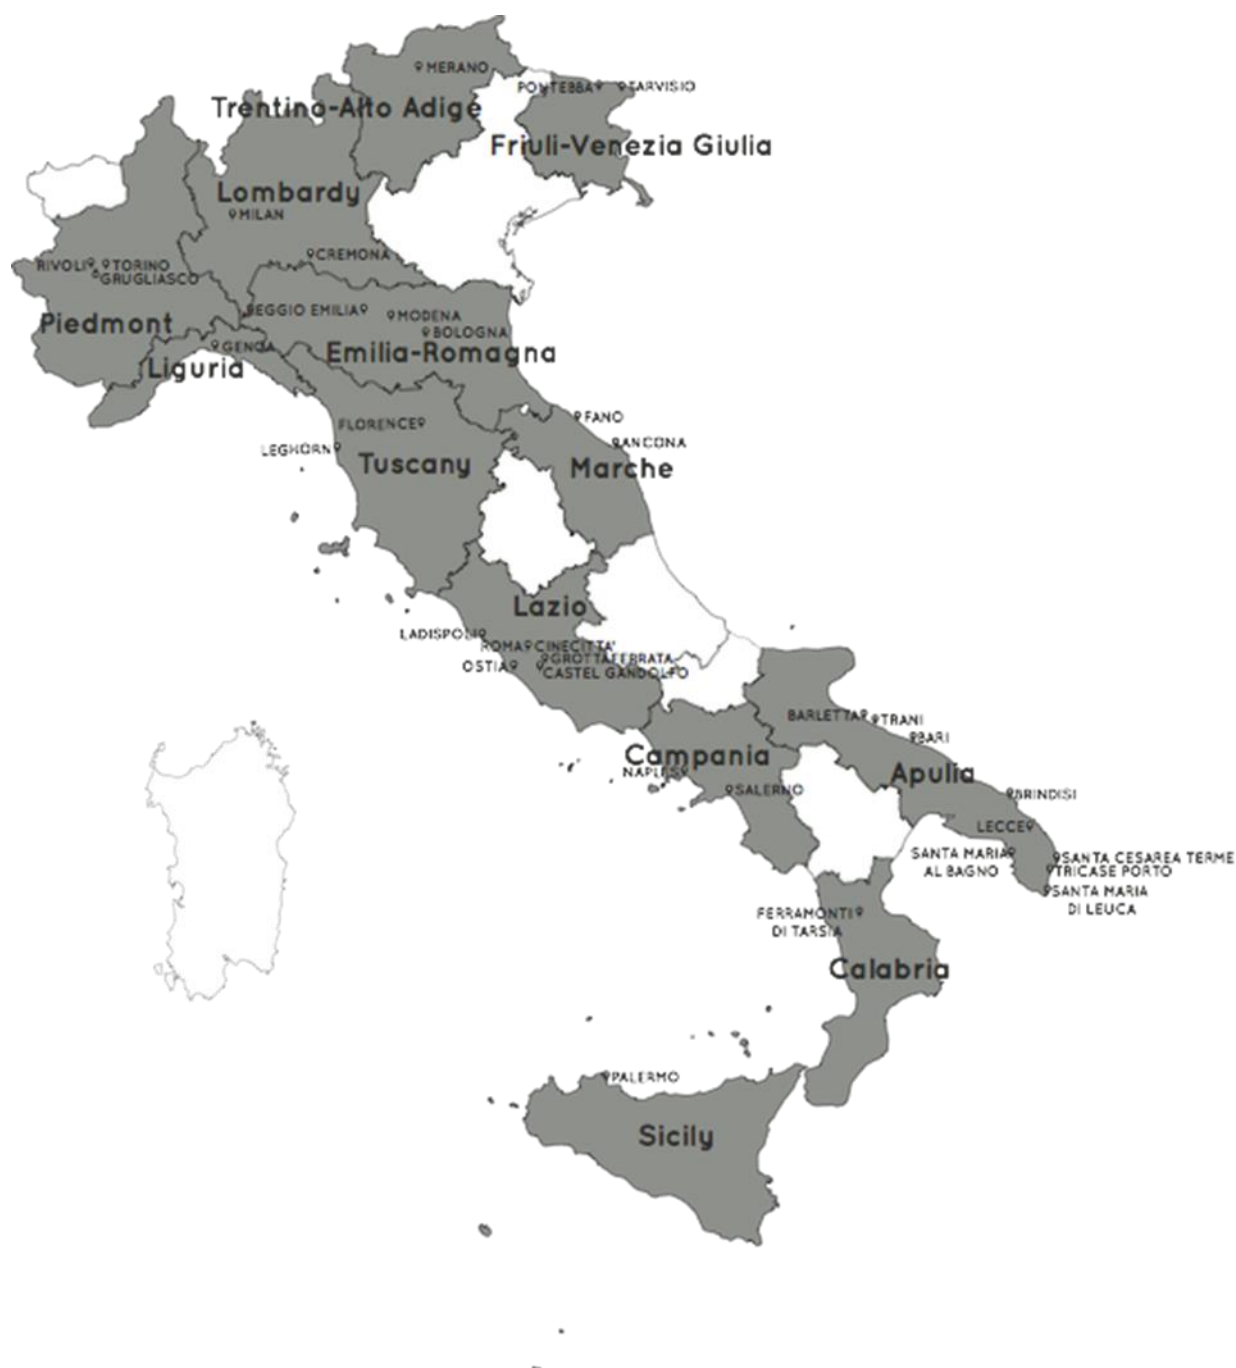 MERANO
PONTEBBA
TARVISIO
Trentino-Alto Adige
Friuli-Venezia Giulia
Lombardy
MILAN
CREMONA
RIVOLI
TORINO
GRUGLIASCO
REGGIO EMILIA
MODENA
Piedmont
BOLOGNA
GENOA
Emilia-Romagna
Liguria
FANO
FLORENCE
ANCONA
LEGHORN
Tuscany
Marche
Lazio
LADISPOLI
ROMA
CINECITTA'
GROTTAFERRATA
OSTIA
CASTEL GANDOLFO
BARLETTA
TRANI
BARI
Campania
NAPLES
Apulia
SALERNO
BRINDISI
LECCE
SANTA MARIA
AL BAGNO
SANTA CESAREA TERME
TRICASE PORTO
SANTA MARIA
DI LEUCA
FERRAMONTI
DI TARSIA
Calabria
PALERMO
Sicily